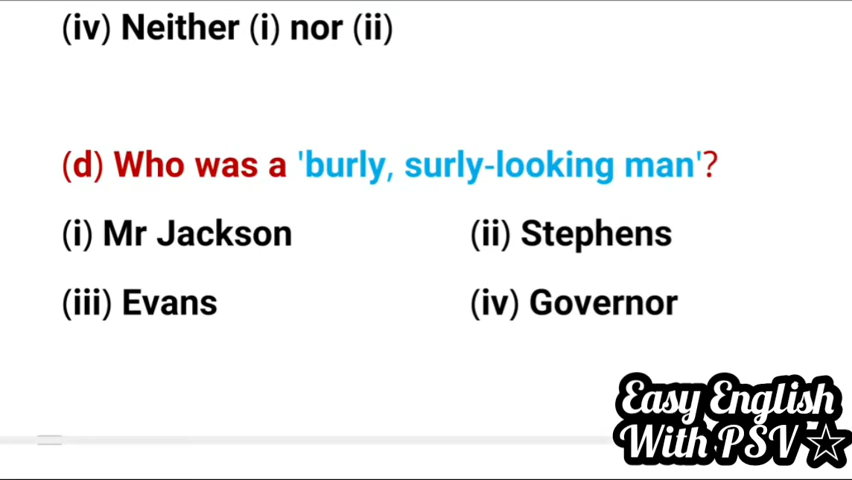 (iv) Neither (i) nor (ii)
(d) Who was a 'burly, surly-looking man'?
(i) Mr Jackson (ii) Stephens
(iii) Evans (iv) Governor
Easy English
With PSV